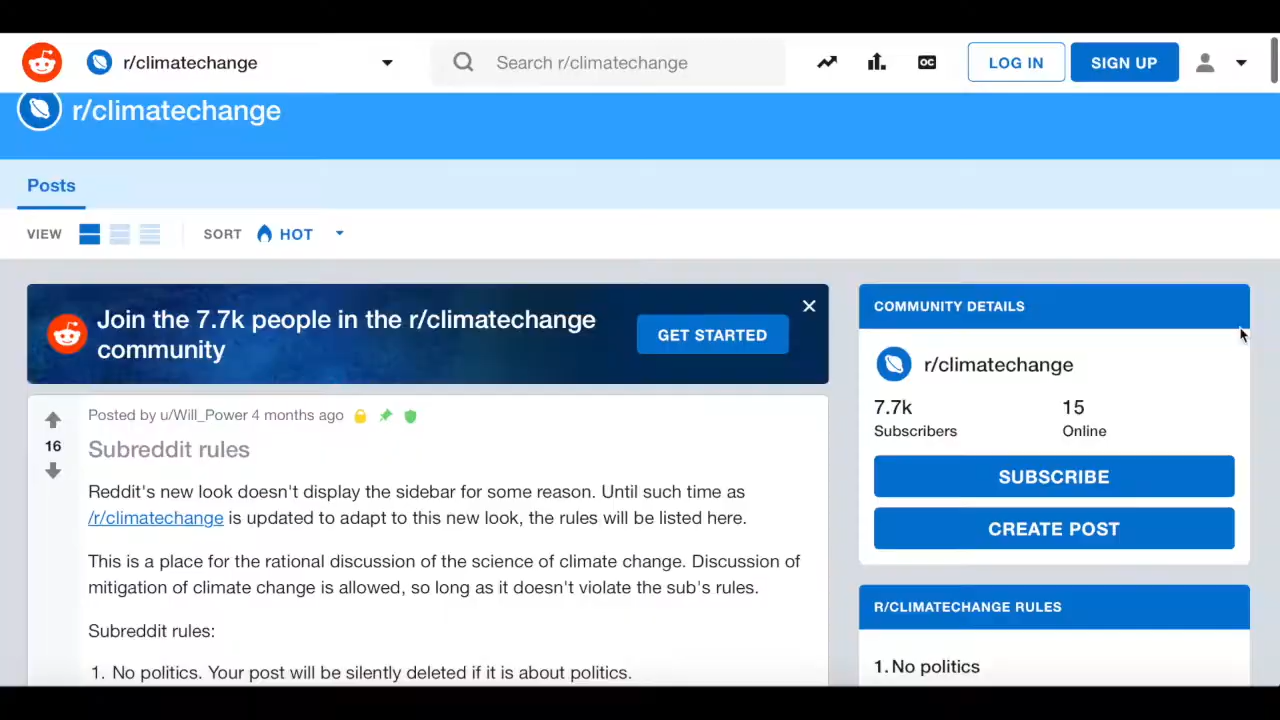 r/climatechange
Search r/climatechange
OC
LOG IN
SIGN UP
r/climatechange
Posts
VIEW
SORT
HOT
Join the 7.7k people in the r/climatechange
community
GET STARTED
Posted by u/Will_Power 4 months ago
16
Subreddit rules
Reddit's new look doesn't display the sidebar for some reason. Until such time as
/r/climatechange is updated to adapt to this new look, the rules will be listed here.
This is a place for the rational discussion of the science of climate change. Discussion of
mitigation of climate change is allowed, so long as it doesn't violate the sub's rules.
Subreddit rules:
1. No politics. Your post will be silently deleted if it is about politics.
COMMUNITY DETAILS
r/climatechange
7.7k
Subscribers
15
Online
SUBSCRIBE
CREATE POST
R/CLIMATECHANGE RULES
1. No politics